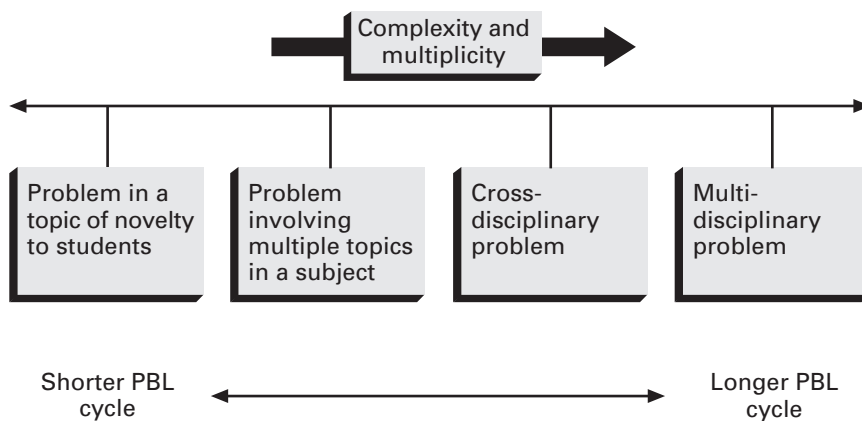 Complexity and
multiplicity
Problem in a
topic of novelty
to students
Problem
involving
multiple topics
in a subject
Cross-
disciplinary
problem
Multi-
disciplinary
problem
Shorter PBL
cycle
Longer PBL
cycle